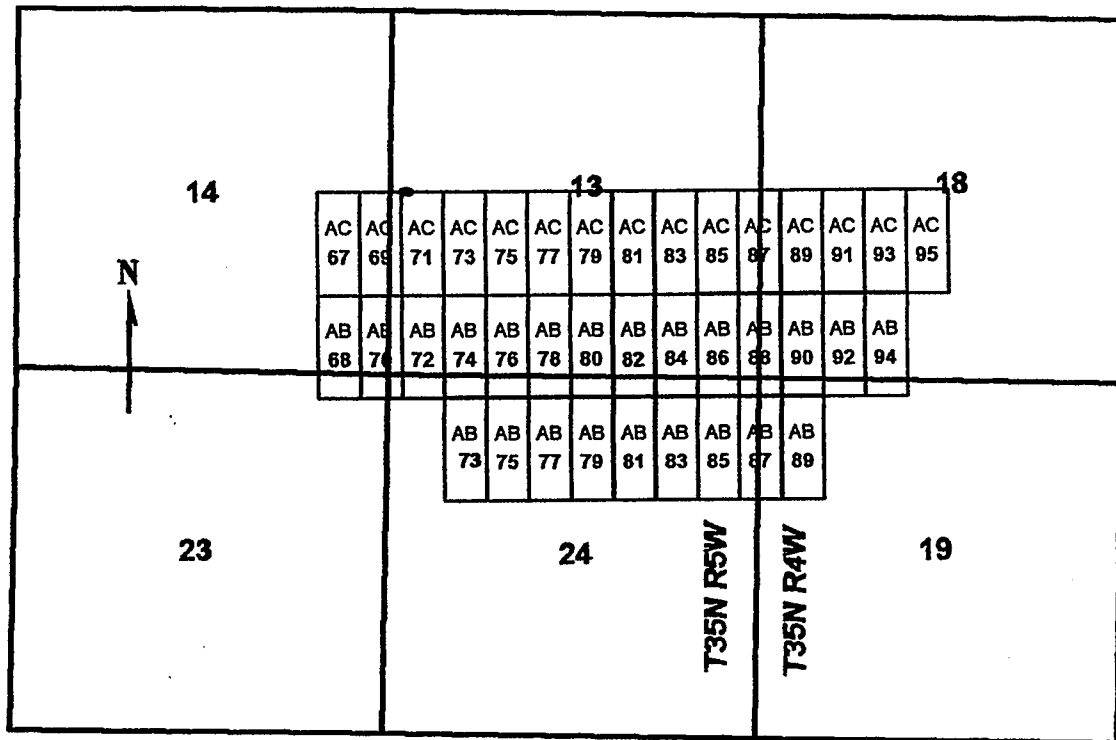 14
13
18
AC AC AC AC AC AC AC AC AC AC AC AC AC AC AC
67 69 71 73 75 77 79 81 83 85 87 89 91 93 95
N
AB AB AB AB AB AB AB AB AB AB AB AB AB AB
68 70 72 74 76 78 80 82 84 86 88 90 92 94
AB AB AB AB AB AB AB AB AB
73 75 77 79 81 83 85 87 89
23
24
19
T35N R5W
T35N R4W